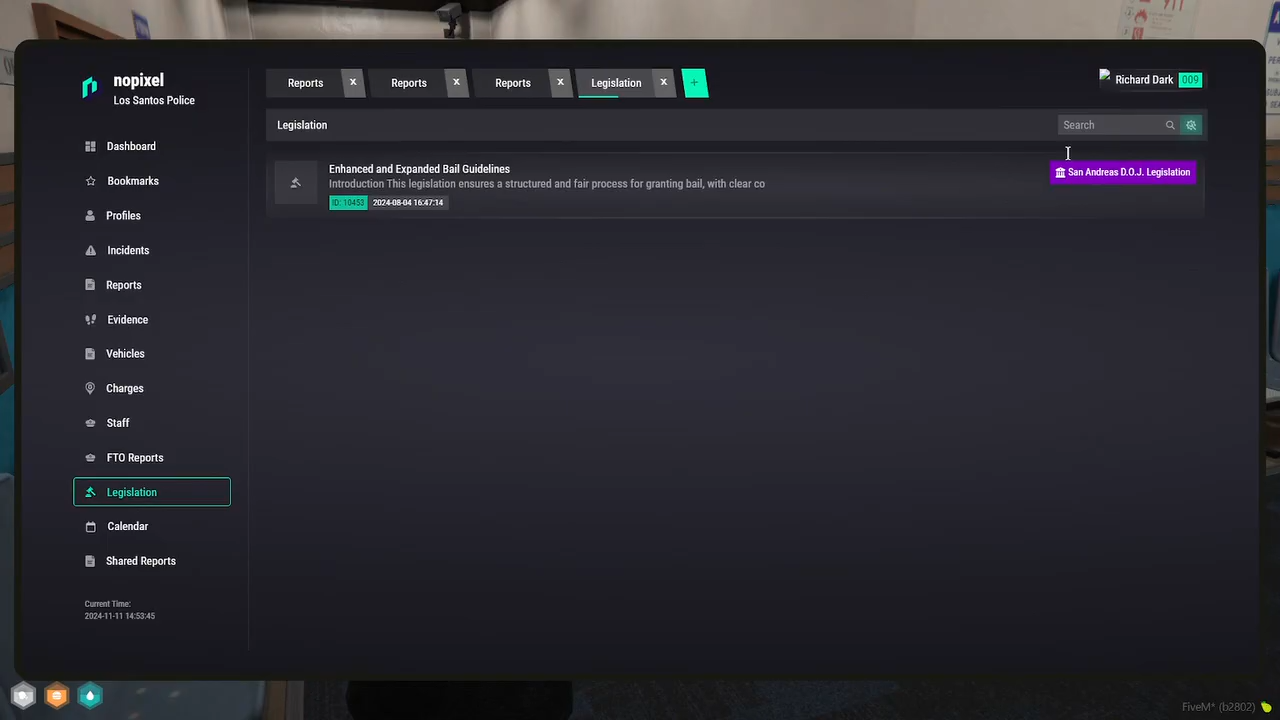 nopixel
Los Santos Police
Reports x
Reports x
Reports x
Legislation x
+
Richard Dark 009
Legislation
Search
Dashboard
Bookmarks
Profiles
Incidents
Reports
Evidence
Vehicles
Charges
Staff
FTO Reports
Legislation
Calendar
Shared Reports
Current Time:
2024-11-11 14:53:45
Enhanced and Expanded Bail Guidelines
Introduction This legislation ensures a structured and fair process for granting bail, with clear co
ID: 10453 2024-08-04 16:47:14
San Andreas D.O.J. Legislation
FiveM* (b2802)